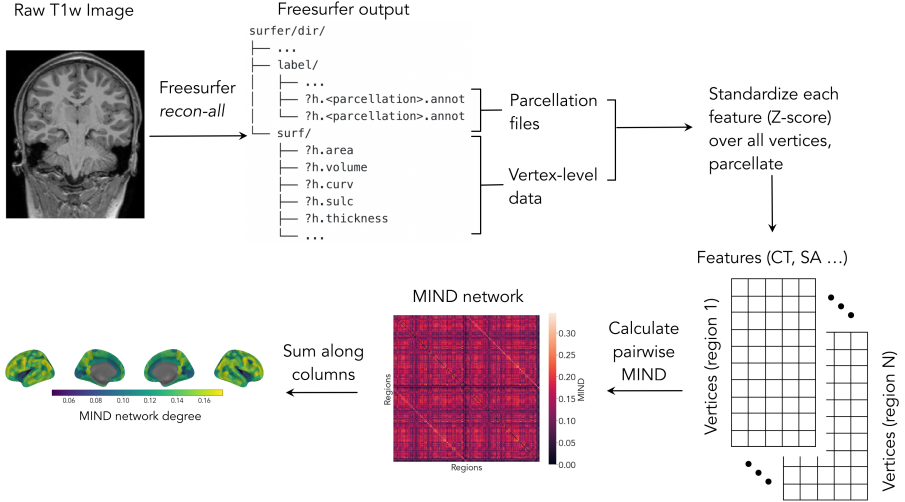 Raw T1w Image
Freesurfer
recon-all
Freesurfer output
surfer/dir/
├── ...
├── label/
│ ├── ...
│ ├── ?h.<parcellation>.annot
│ └── ?h.<parcellation>.annot
└── surf/
├── ?h.area
├── ?h.volume
├── ?h.curv
├── ?h.sulc
├── ?h.thickness
└── ...
Parcellation
files
Vertex-level
data
Standardize each
feature (Z-score)
over all vertices,
parcellate
Features (CT, SA ...)
Vertices (region 1)
Vertices (region N)
Calculate
pairwise
MIND
MIND network
Regions
Regions
0.30
0.25
0.20
0.15
0.10
0.05
0.00
MIND
Sum along
columns
0.06 0.08 0.10 0.12 0.14 0.16
MIND network degree